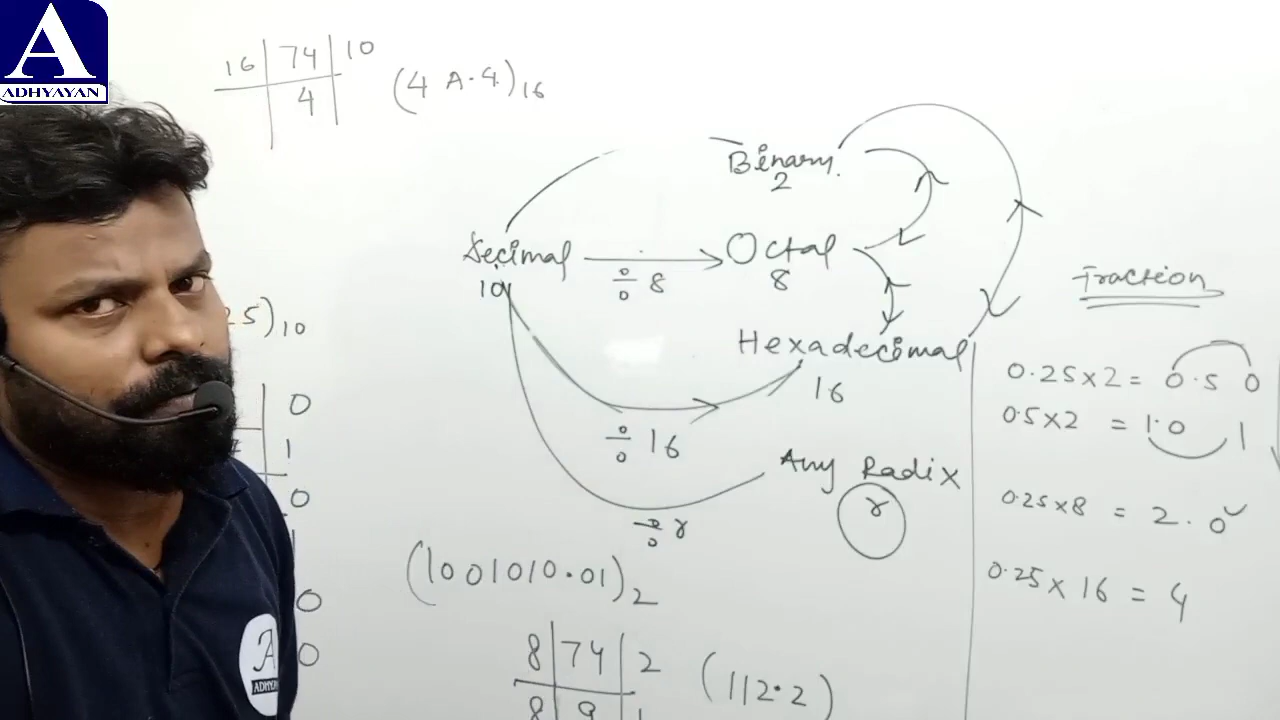 A
ADHYAYAN
16 74 10
4
(4 A.4)16
Binary
2
Decimal
10
÷ 8
Octal
8
Hexadecimal
16
÷ 16
Any Radix
r
÷ r
.25)10
0
1
0
1
0
0
(1001010.01)2
8 74 2
8 9 1
(112.2)
Fraction
0.25×2 = 0.5 0
0.5×2 = 1.0 1
0.25×8 = 2.0
0.25×16 = 4
A
ADHYAYAN